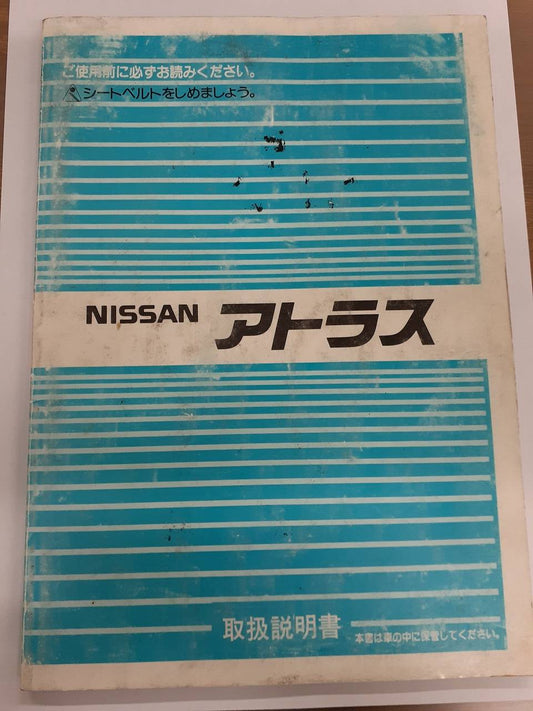 ご使用前に必ずお読みください。
シートベルトをしめましょう。
NISSAN アトラス
取扱説明書
本書は車の中に保管してください。